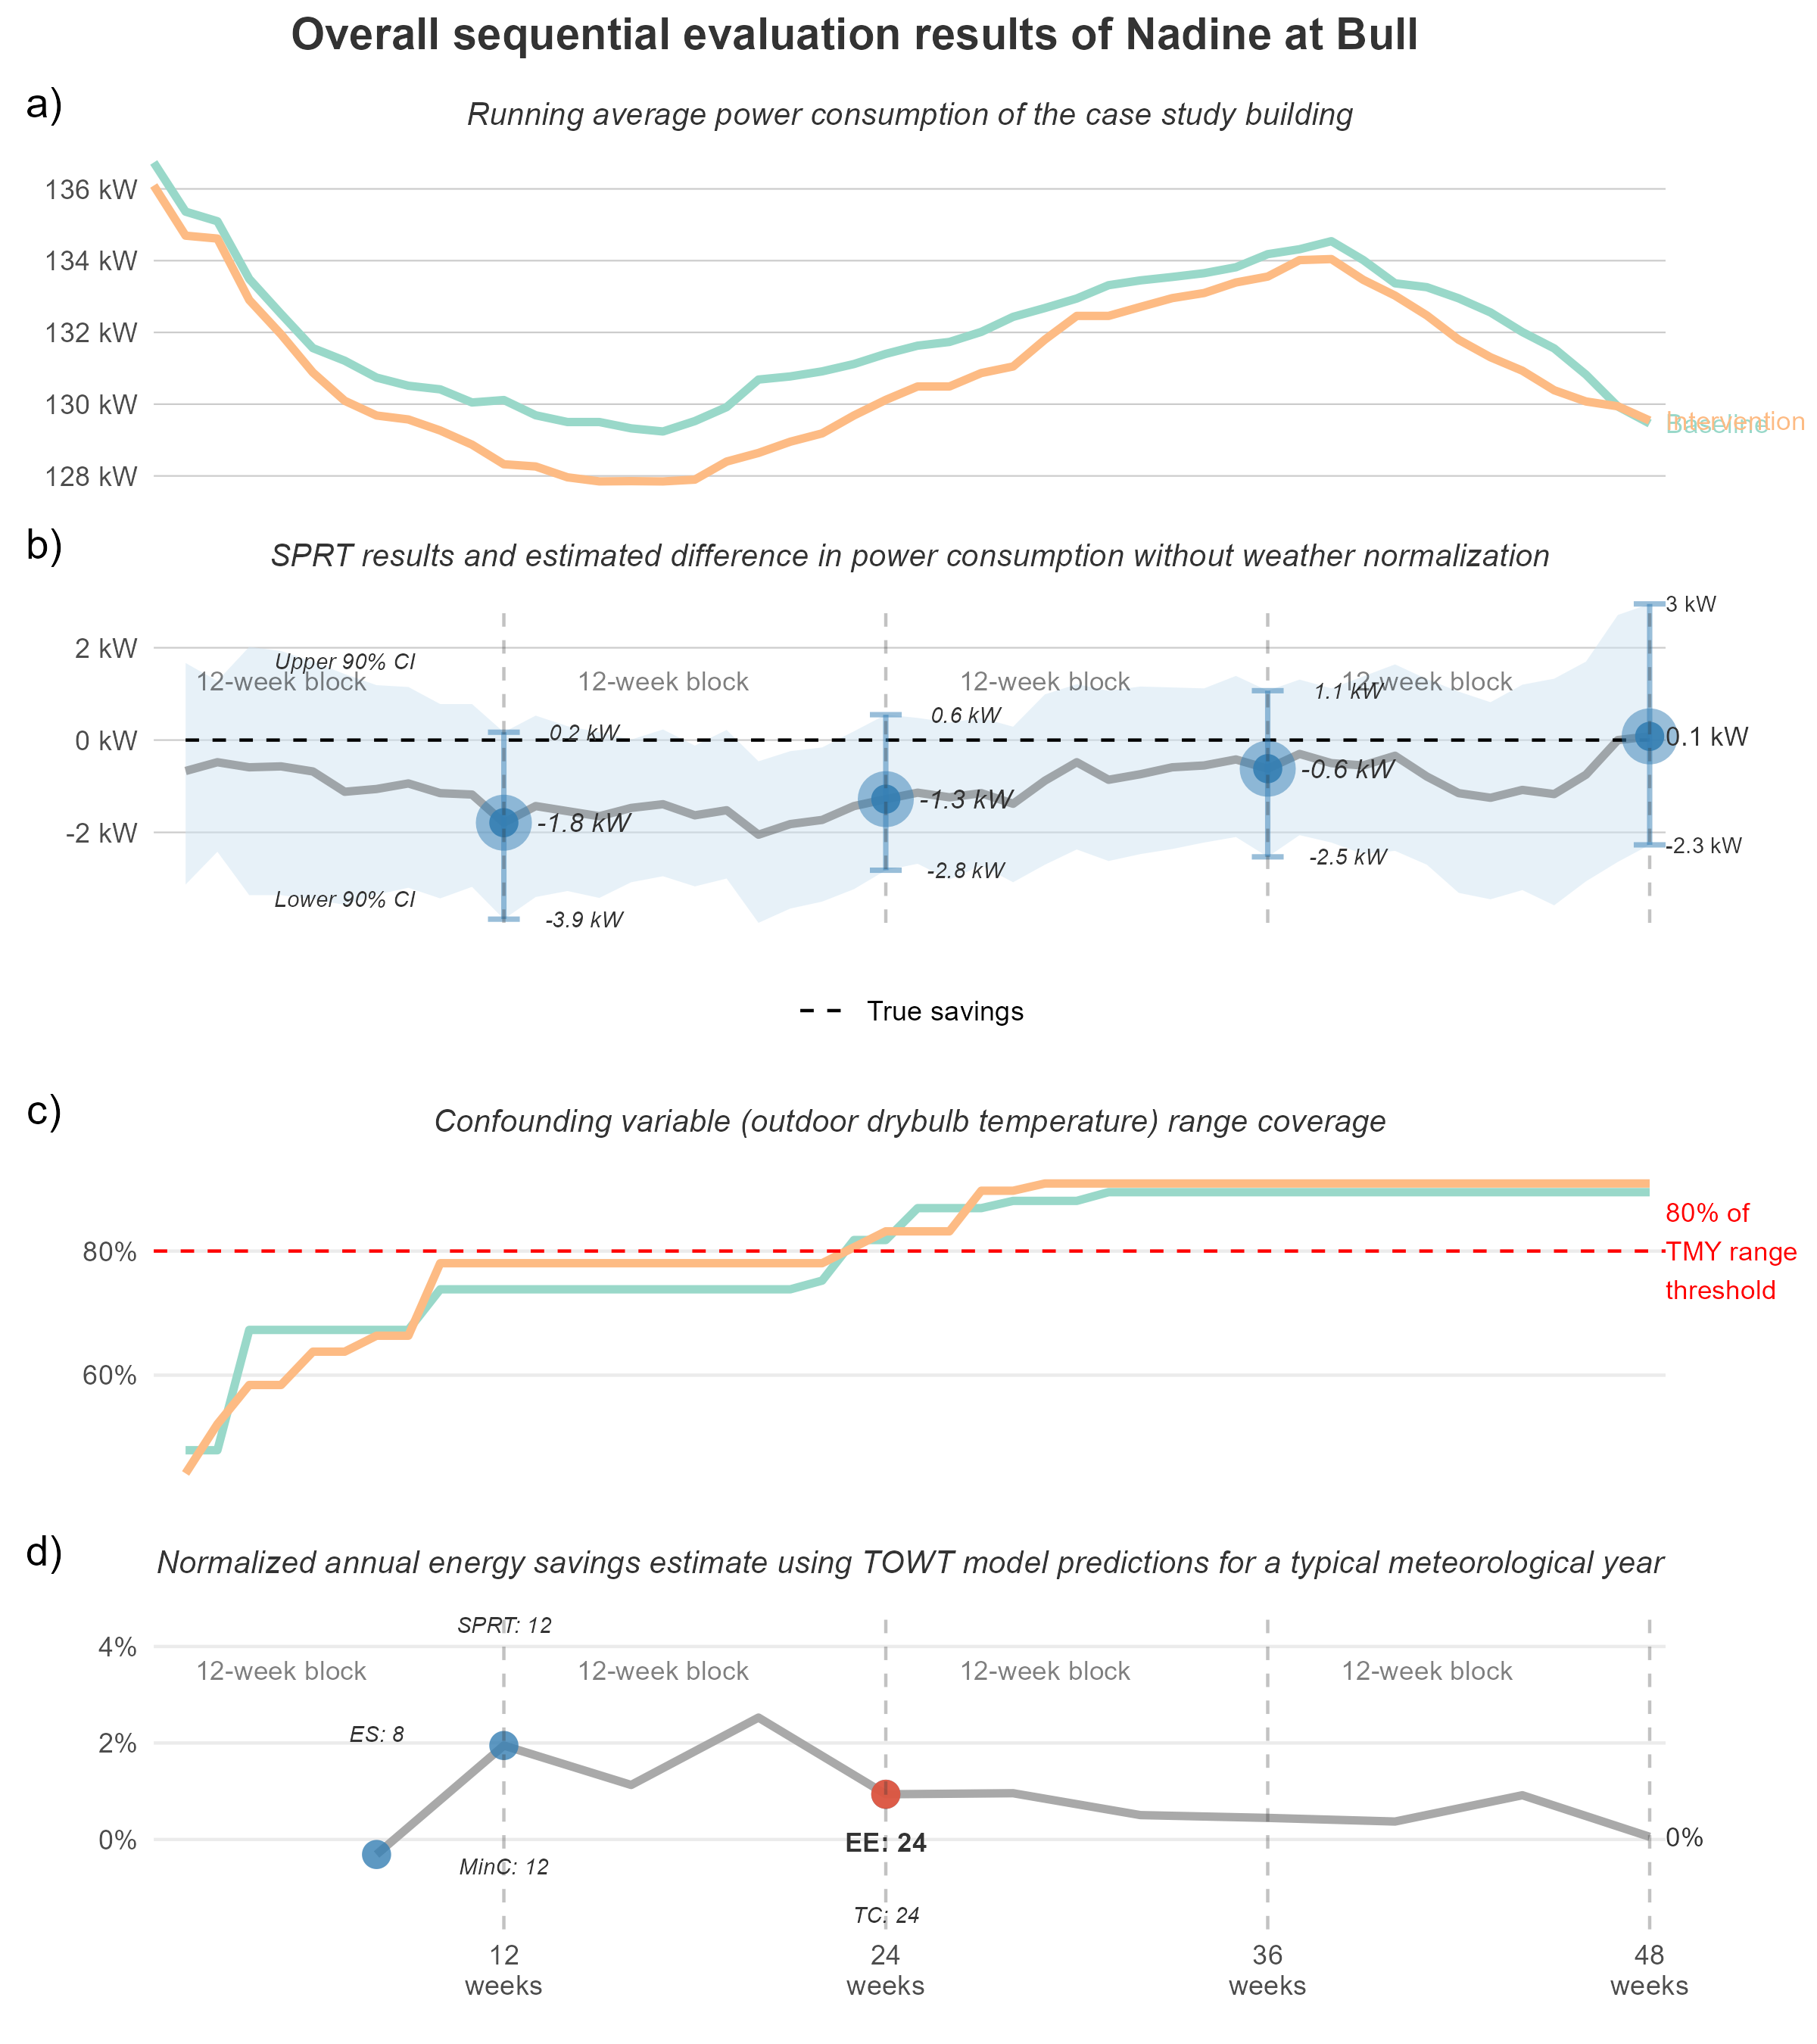 Overall sequential evaluation results of Nadine at Bull
a)
Running average power consumption of the case study building
136 kW
134 kW
132 kW
130 kW
128 kW
Intervention
Baseline
b)
SPRT results and estimated difference in power consumption without weather normalization
3 kW
2 kW
Upper 90% CI
12-week block
12-week block
12-week block
12-week block
1.1 kW
0.6 kW
0.2 kW
0 kW
0.1 kW
-0.6 kW
-1.3 kW
-1.8 kW
-2 kW
-2.3 kW
-2.5 kW
-2.8 kW
Lower 90% CI
-3.9 kW
True savings
c)
Confounding variable (outdoor drybulb temperature) range coverage
80%
60%
80% of
TMY range
threshold
d)
Normalized annual energy savings estimate using TOWT model predictions for a typical meteorological year
SPRT: 12
4%
12-week block
12-week block
12-week block
12-week block
ES: 8
2%
0%
EE: 24
0%
MinC: 12
TC: 24
12
weeks
24
weeks
36
weeks
48
weeks